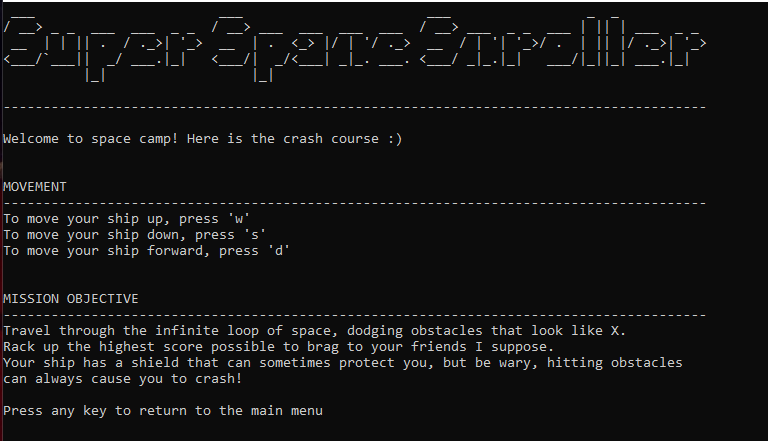 Super Space Stroller
----------------------------------------------------------------------------------------
Welcome to space camp! Here is the crash course :)
MOVEMENT
----------------------------------------------------------------------------------------
To move your ship up, press 'w'
To move your ship down, press 's'
To move your ship forward, press 'd'
MISSION OBJECTIVE
----------------------------------------------------------------------------------------
Travel through the infinite loop of space, dodging obstacles that look like X.
Rack up the highest score possible to brag to your friends I suppose.
Your ship has a shield that can sometimes protect you, but be wary, hitting obstacles
can always cause you to crash!
Press any key to return to the main menu